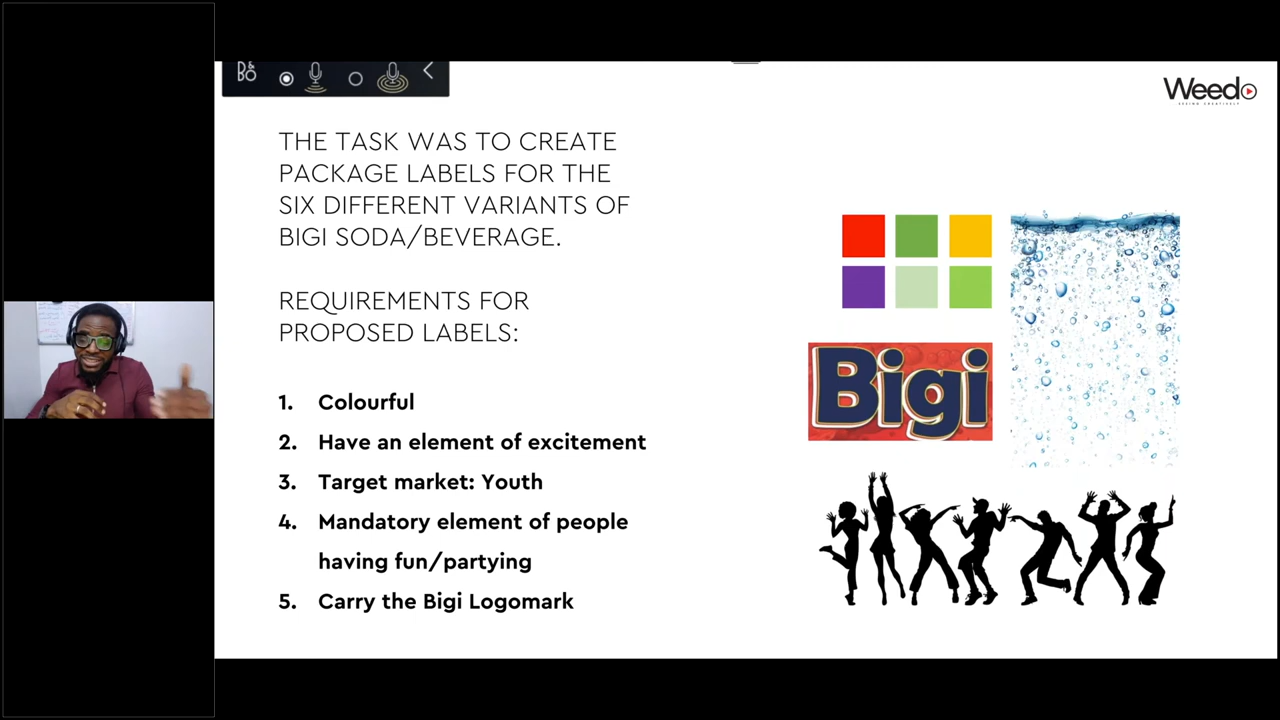 Weedo
SEEING CREATIVELY
THE TASK WAS TO CREATE
PACKAGE LABELS FOR THE
SIX DIFFERENT VARIANTS OF
BIGI SODA/BEVERAGE.
REQUIREMENTS FOR
PROPOSED LABELS:
1. Colourful
2. Have an element of excitement
3. Target market: Youth
4. Mandatory element of people
having fun/partying
5. Carry the Bigi Logomark
Bigi